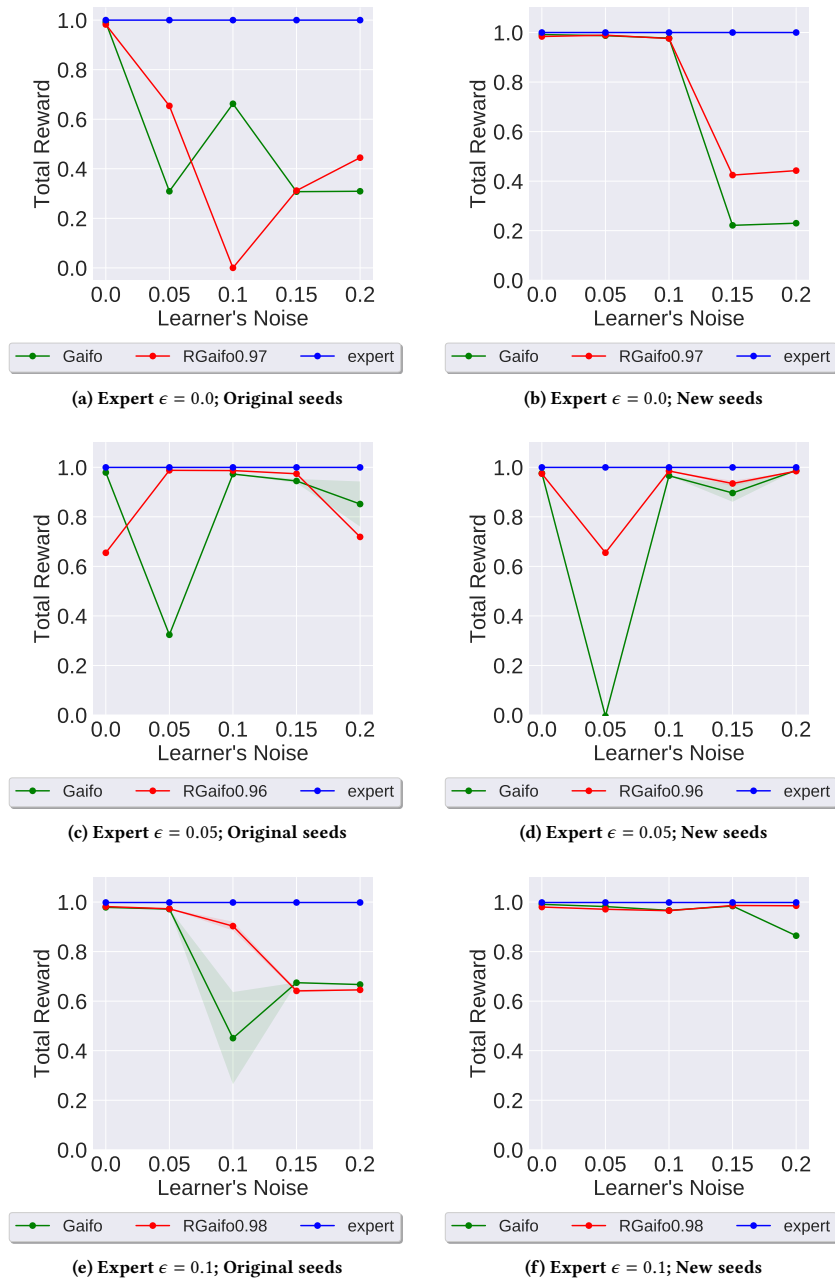 1.0
0.8
0.6
0.4
0.2
0.0
Total Reward
0.0 0.05 0.1 0.15 0.2
Learner's Noise
Gaifo RGaifo0.97 expert
(a) Expert ϵ = 0.0; Original seeds
1.0
0.8
0.6
0.4
0.2
0.0
Total Reward
0.0 0.05 0.1 0.15 0.2
Learner's Noise
Gaifo RGaifo0.97 expert
(b) Expert ϵ = 0.0; New seeds
1.0
0.8
0.6
0.4
0.2
0.0
Total Reward
0.0 0.05 0.1 0.15 0.2
Learner's Noise
Gaifo RGaifo0.96 expert
(c) Expert ϵ = 0.05; Original seeds
1.0
0.8
0.6
0.4
0.2
0.0
Total Reward
0.0 0.05 0.1 0.15 0.2
Learner's Noise
Gaifo RGaifo0.96 expert
(d) Expert ϵ = 0.05; New seeds
1.0
0.8
0.6
0.4
0.2
0.0
Total Reward
0.0 0.05 0.1 0.15 0.2
Learner's Noise
Gaifo RGaifo0.98 expert
(e) Expert ϵ = 0.1; Original seeds
1.0
0.8
0.6
0.4
0.2
0.0
Total Reward
0.0 0.05 0.1 0.15 0.2
Learner's Noise
Gaifo RGaifo0.98 expert
(f) Expert ϵ = 0.1; New seeds